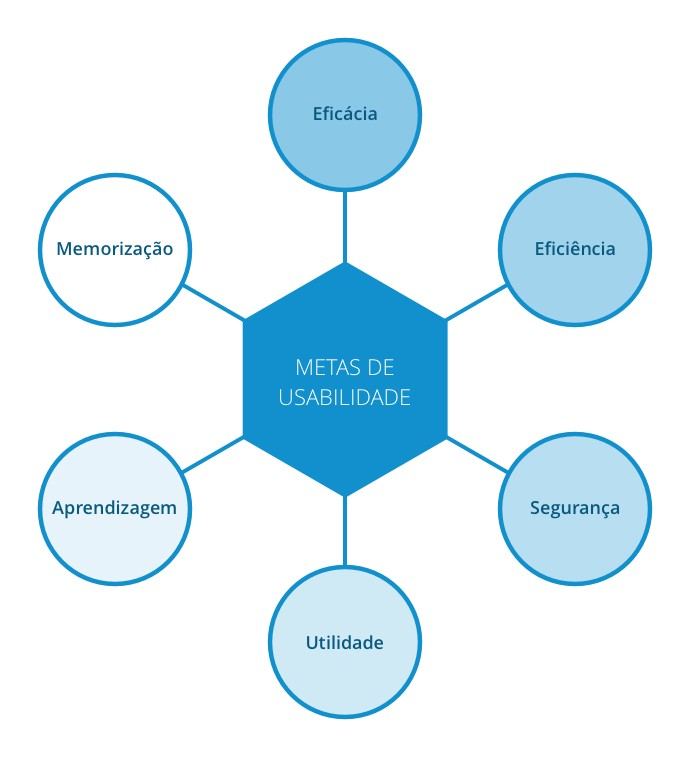 Eficácia
Memorização
Eficiência
METAS DE
USABILIDADE
Aprendizagem
Segurança
Utilidade